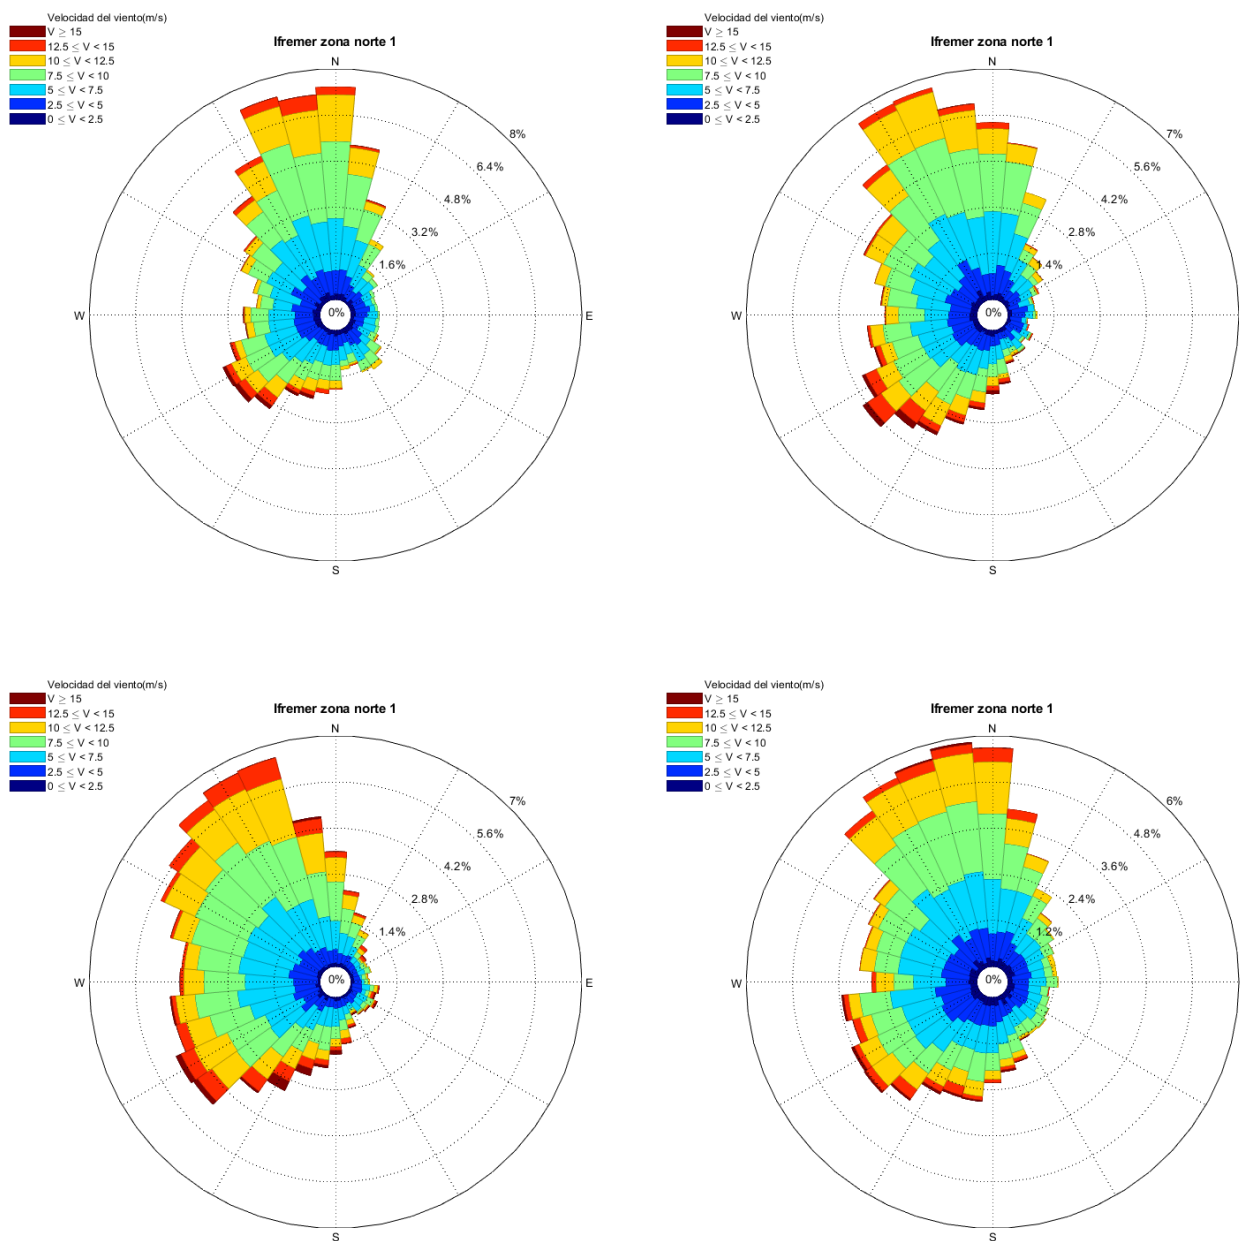 Velocidad del viento(m/s)
V ≥ 15
12.5 ≤ V < 15
10 ≤ V < 12.5
7.5 ≤ V < 10
5 ≤ V < 7.5
2.5 ≤ V < 5
0 ≤ V < 2.5
Ifremer zona norte 1
N
8%
6.4%
4.8%
3.2%
1.6%
0%
W
E
S
Velocidad del viento(m/s)
V ≥ 15
12.5 ≤ V < 15
10 ≤ V < 12.5
7.5 ≤ V < 10
5 ≤ V < 7.5
2.5 ≤ V < 5
0 ≤ V < 2.5
Ifremer zona norte 1
N
7%
5.6%
4.2%
2.8%
1.4%
0%
W
S
Velocidad del viento(m/s)
V ≥ 15
12.5 ≤ V < 15
10 ≤ V < 12.5
7.5 ≤ V < 10
5 ≤ V < 7.5
2.5 ≤ V < 5
0 ≤ V < 2.5
Ifremer zona norte 1
N
7%
5.6%
4.2%
2.8%
1.4%
0%
W
E
S
Velocidad del viento(m/s)
V ≥ 15
12.5 ≤ V < 15
10 ≤ V < 12.5
7.5 ≤ V < 10
5 ≤ V < 7.5
2.5 ≤ V < 5
0 ≤ V < 2.5
Ifremer zona norte 1
N
6%
4.8%
3.6%
2.4%
1.2%
0%
W
S